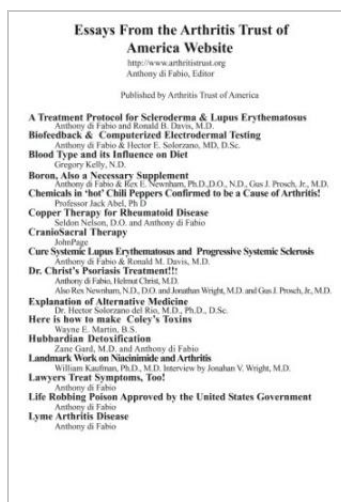 Essays From the Arthritis Trust of
America Website
http://www.arthritistrust.org
Anthony di Fabio, Editor
Published by Arthritis Trust of America
A Treatment Protocol for Scleroderma & Lupus Erythematosus
Anthony di Fabio and Ronald B. Davis, M.D.
Biofeedback & Computerized Electrodermal Testing
Anthony di Fabio & Hector E. Solorzano, MD, D.Sc.
Blood Type and its Influence on Diet
Gregory Kelly, N.D.
Boron, Also a Necessary Supplement
Anthony di Fabio & Rex E. Newnham, Ph.D.,D.O., N.D., Gus J. Prosch, Jr., M.D.
Chemicals in ‘hot’ Chili Peppers Confirmed to be a Cause of Arthritis!
Professor Jack Abel, Ph D
Copper Therapy for Rheumatoid Disease
Seldon Nelson, D.O. and Anthony di Fabio
CranioSacral Therapy
JohnPage
Cure Systemic Lupus Erythematosus and Progressive Systemic Sclerosis
Anthony di Fabio & Ronald M. Davis, M.D.
Dr. Christ's Psoriasis Treatment!!!
Anthony di Fabio, Helmut Christ, M.D.
Also Rex Newnham, N.D., D.O. and Jonathan Wright, M.D. and Gus J. Prosch, Jr., M.D.
Explanation of Alternative Medicine
Dr. Hector Solorzano del Rio, M.D., Ph.D., D.Sc.
Here is how to make Coley's Toxins
Wayne E. Martin, B.S.
Hubbardian Detoxification
Zane Gard, M.D. and Anthony di Fabio
Landmark Work on Niacinimide and Arthritis
William Kaufman, Ph.D., M.D. Interview by Jonahan V. Wright, M.D.
Lawyers Treat Symptoms, Too!
Anthony di Fabio
Life Robbing Poison Approved by the United States Government
Anthony di Fabio
Lyme Arthritis Disease
Anthony di Fabio